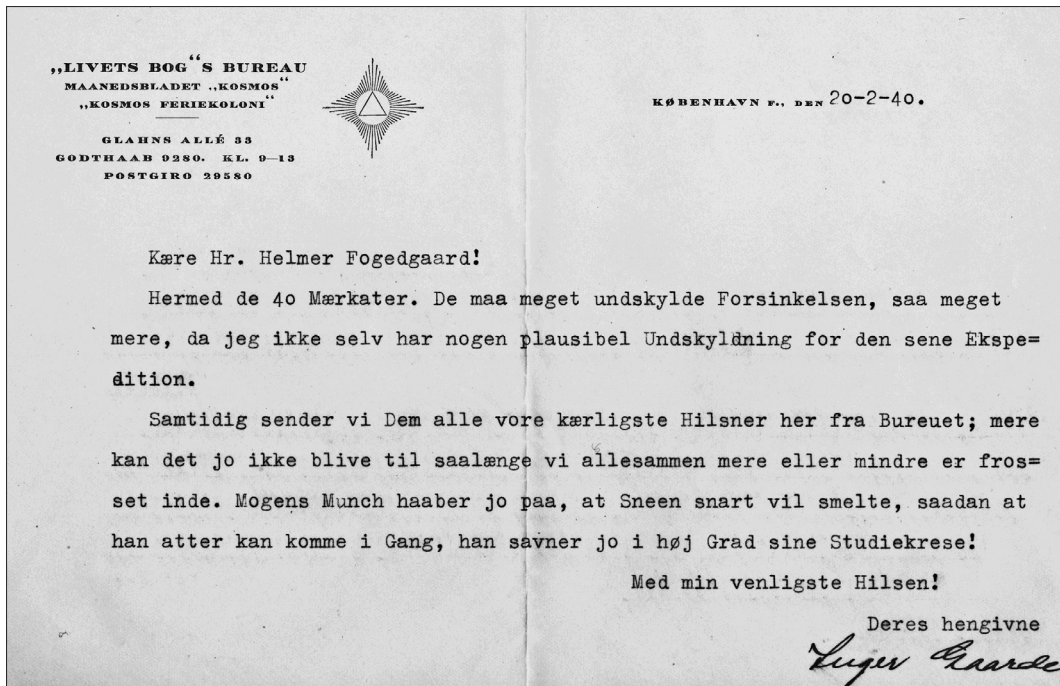 „LIVETS BOG“S BUREAU
MAANEDSBLADET „KOSMOS“
„KOSMOS FERIEKOLONI“
GLAHNS ALLÉ 33
GODTHAAB 9280. KL. 9—13
POSTGIRO 29580
KØBENHAVN F., DEN 20-2-40.
Kære Hr. Helmer Fogedgaard!
Hermed de 40 Mærkater. De maa meget undskylde Forsinkelsen, saa meget
mere, da jeg ikke selv har nogen plausibel Undskyldning for den sene Ekspe=
dition.
Samtidig sender vi Dem alle vore kærligste Hilsner her fra Bureuet; mere
kan det jo ikke blive til saalænge vi allesammen mere eller mindre er fros=
set inde. Mogens Munch haaber jo paa, at Sneen snart vil smelte, saadan at
han atter kan komme i Gang, han savner jo i høj Grad sine Studiekrese!
Med min venligste Hilsen!
Deres hengivne
Inger Gaarde